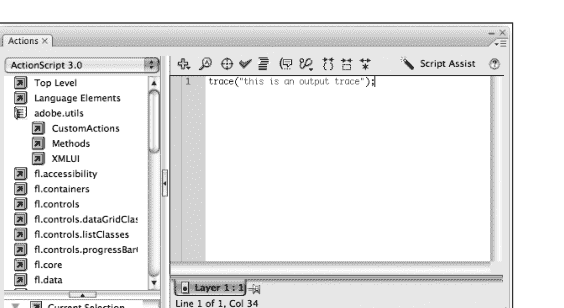 Actions ×
ActionScript 3.0
Script Assist
Top Level
Language Elements
adobe.utils
CustomActions
Methods
XMLUI
fl.accessibility
fl.containers
fl.controls
fl.controls.dataGridClas
fl.controls.listClasses
fl.controls.progressBar
fl.core
fl.data
Current Selection
1 trace("this is an output trace");
Layer 1 : 1
Line 1 of 1, Col 34